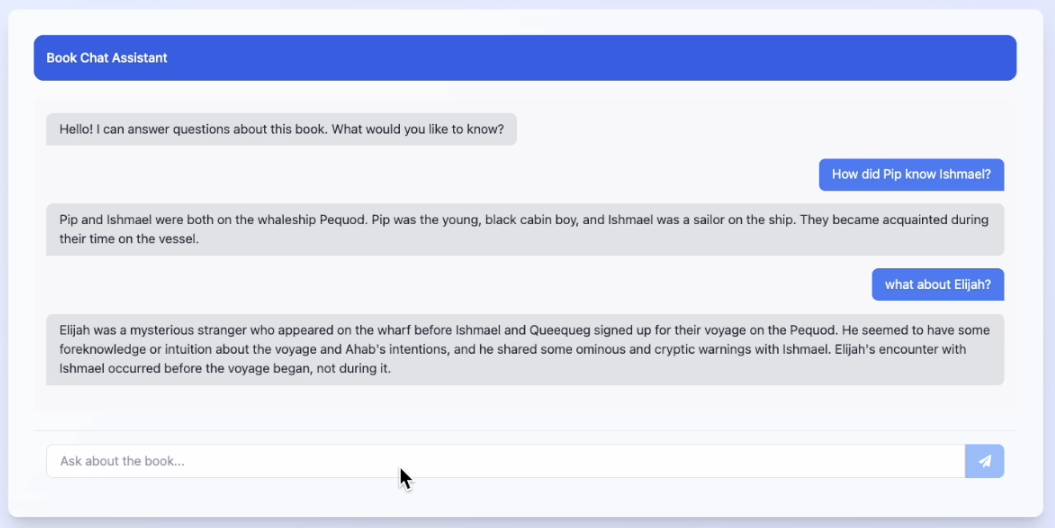 Book Chat Assistant
Hello! I can answer questions about this book. What would you like to know?
How did Pip know Ishmael?
Pip and Ishmael were both on the whaleship Pequod. Pip was the young, black cabin boy, and Ishmael was a sailor on the ship. They became acquainted during
their time on the vessel.
what about Elijah?
Elijah was a mysterious stranger who appeared on the wharf before Ishmael and Queequeg signed up for their voyage on the Pequod. He seemed to have some
foreknowledge or intuition about the voyage and Ahab's intentions, and he shared some ominous and cryptic warnings with Ishmael. Elijah's encounter with
Ishmael occurred before the voyage began, not during it.
Ask about the book...